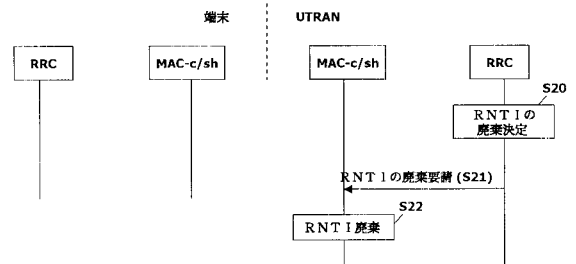 端末
UTRAN
RRC
MAC-c/sh
MAC-c/sh
RRC
S20
ＲＮＴＩの
廃棄決定
ＲＮＴＩの廃棄要請 (S21)
S22
ＲＮＴＩ廃棄